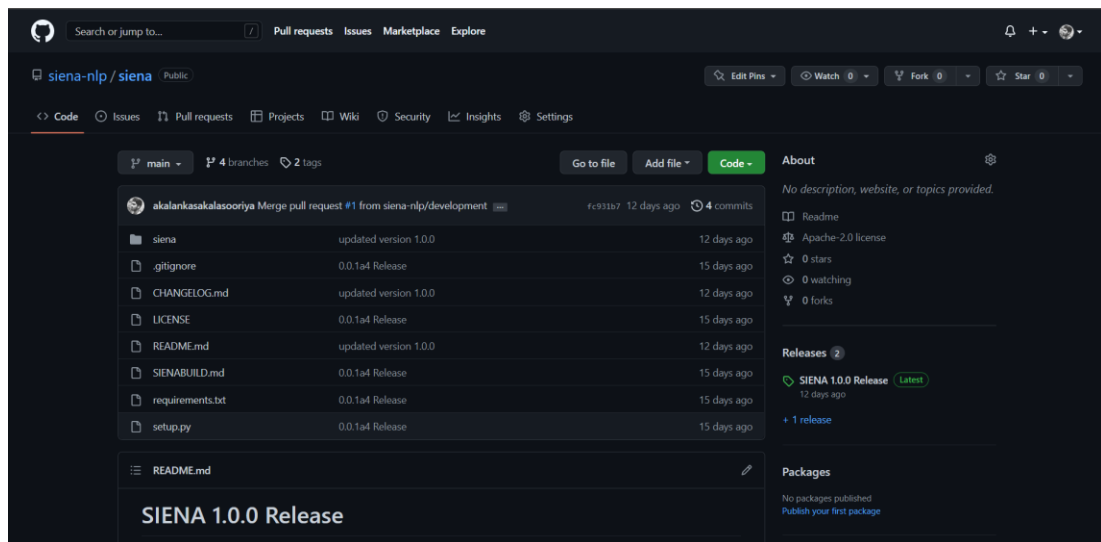 Search or jump to... / Pull requests Issues Marketplace Explore
siena-nlp / siena Public Edit Pins Watch 0 Fork 0 Star 0
<> Code Issues Pull requests Projects Wiki Security Insights Settings
main 4 branches 2 tags Go to file Add file Code
akalankasakalasooriya Merge pull request #1 from siena-nlp/development ... fc931b7 12 days ago 4 commits
siena updated version 1.0.0 12 days ago
.gitignore 0.0.1a4 Release 15 days ago
CHANGELOG.md updated version 1.0.0 12 days ago
LICENSE 0.0.1a4 Release 15 days ago
README.md updated version 1.0.0 12 days ago
SIENABUILD.md 0.0.1a4 Release 15 days ago
requirements.txt 0.0.1a4 Release 15 days ago
setup.py 0.0.1a4 Release 15 days ago
README.md
SIENA 1.0.0 Release
About
No description, website, or topics provided.
Readme
Apache-2.0 license
0 stars
0 watching
0 forks
Releases 2
SIENA 1.0.0 Release Latest
12 days ago
+ 1 release
Packages
No packages published
Publish your first package